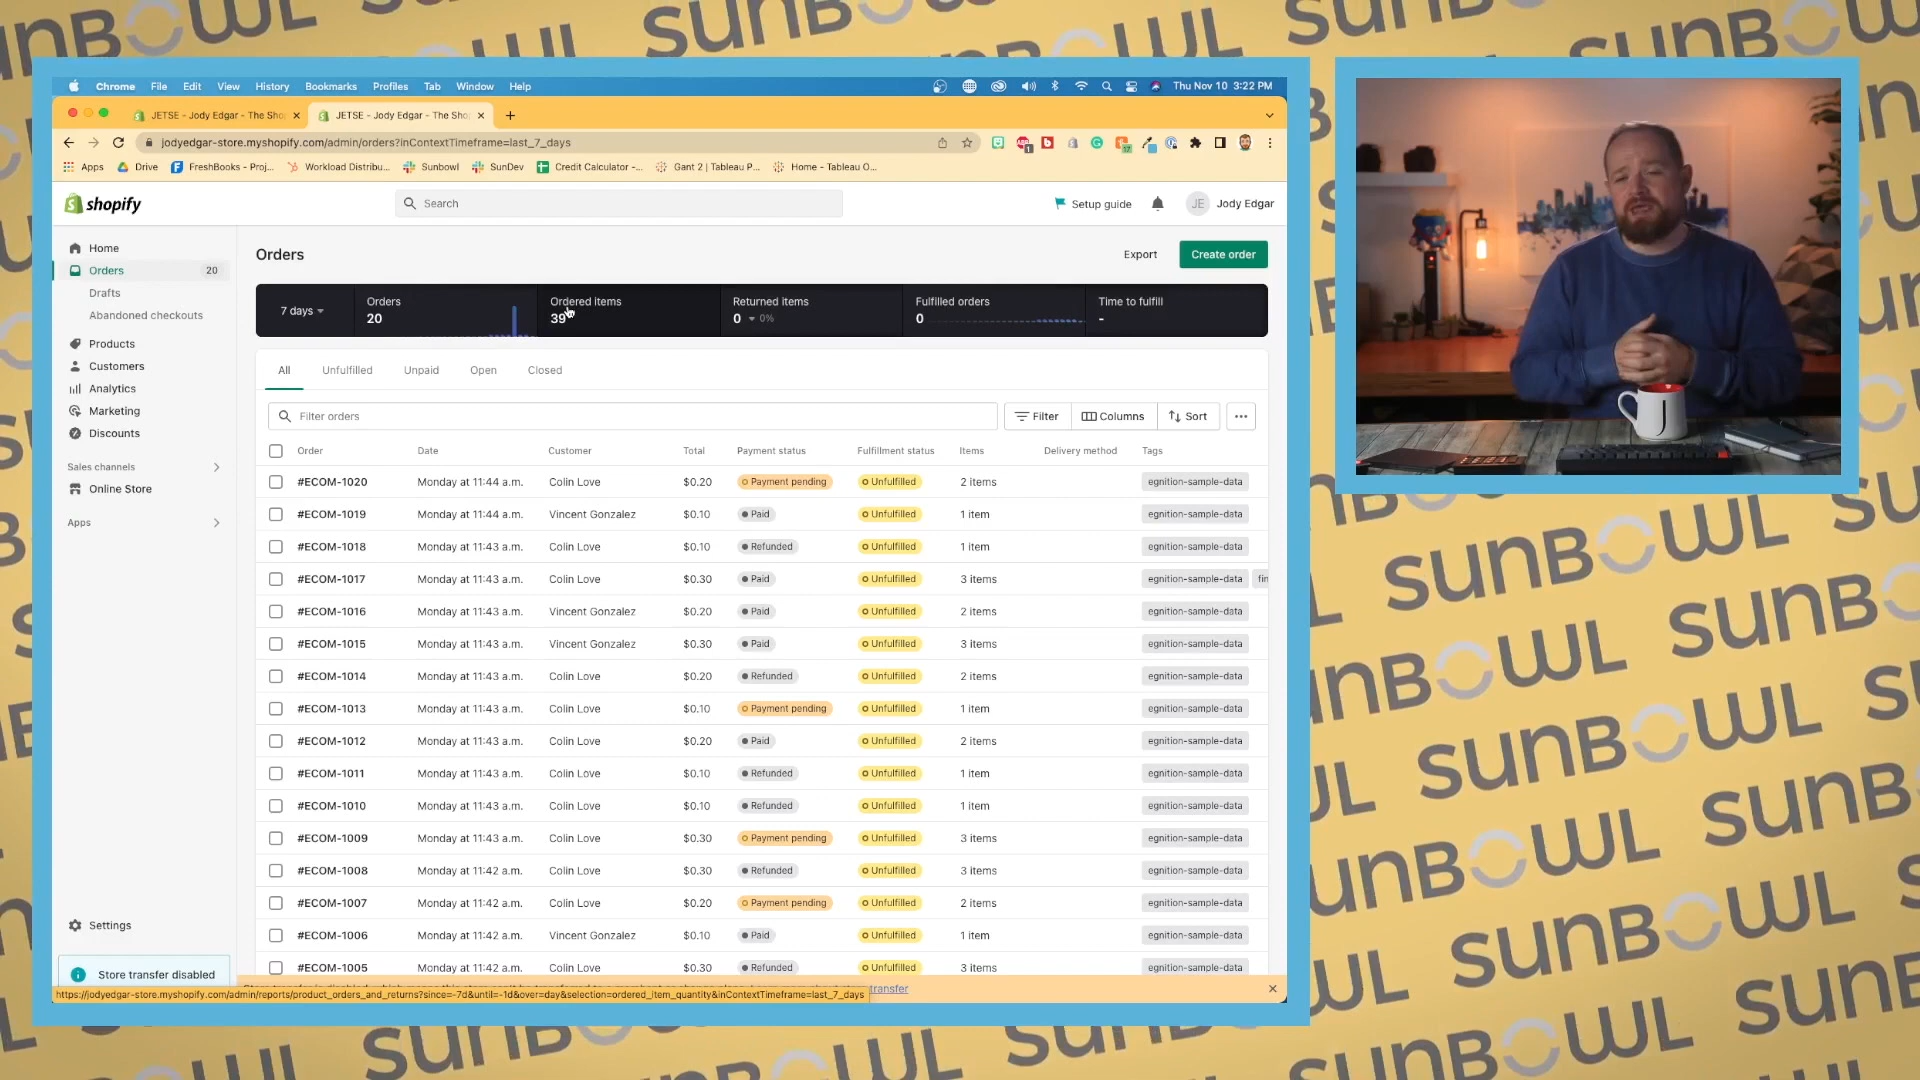 Chrome File Edit View History Bookmarks Profiles Tab Window Help Thu Nov 10 3:22 PM
JETSE - Jody Edgar - The Sho JETSE - Jody Edgar - The Sho
jodyedgar-store.myshopify.com/admin/orders?inContextTimeframe=last_7_days
Apps Drive FreshBooks - Proj... Workload Distribu... Sunbowl SunDev Credit Calculator -... Gant 2 | Tableau P... Home - Tableau O...
shopify Search Setup guide JE Jody Edgar
Home
Orders 20
Drafts
Abandoned checkouts
Products
Customers
Analytics
Marketing
Discounts
Sales channels
Online Store
Apps
Settings
Store transfer disabled
Orders Export Create order
7 days Orders Ordered items Returned items Fulfilled orders Time to fulfill
20 39 0 0% 0 -
All Unfulfilled Unpaid Open Closed
Filter orders Filter Columns Sort
Order Date Customer Total Payment status Fulfillment status Items Delivery method Tags
#ECOM-1020 Monday at 11:44 a.m. Colin Love $0.20 Payment pending Unfulfilled 2 items egnition-sample-data
#ECOM-1019 Monday at 11:44 a.m. Vincent Gonzalez $0.10 Paid Unfulfilled 1 item egnition-sample-data
#ECOM-1018 Monday at 11:43 a.m. Colin Love $0.10 Refunded Unfulfilled 1 item egnition-sample-data
#ECOM-1017 Monday at 11:43 a.m. Colin Love $0.30 Paid Unfulfilled 3 items egnition-sample-data fin
#ECOM-1016 Monday at 11:43 a.m. Vincent Gonzalez $0.20 Paid Unfulfilled 2 items egnition-sample-data
#ECOM-1015 Monday at 11:43 a.m. Vincent Gonzalez $0.30 Paid Unfulfilled 3 items egnition-sample-data
#ECOM-1014 Monday at 11:43 a.m. Colin Love $0.20 Refunded Unfulfilled 2 items egnition-sample-data
#ECOM-1013 Monday at 11:43 a.m. Colin Love $0.10 Payment pending Unfulfilled 1 item egnition-sample-data
#ECOM-1012 Monday at 11:43 a.m. Colin Love $0.20 Paid Unfulfilled 2 items egnition-sample-data
#ECOM-1011 Monday at 11:43 a.m. Colin Love $0.10 Refunded Unfulfilled 1 item egnition-sample-data
#ECOM-1010 Monday at 11:43 a.m. Colin Love $0.10 Refunded Unfulfilled 1 item egnition-sample-data
#ECOM-1009 Monday at 11:43 a.m. Colin Love $0.30 Payment pending Unfulfilled 3 items egnition-sample-data
#ECOM-1008 Monday at 11:42 a.m. Colin Love $0.30 Refunded Unfulfilled 3 items egnition-sample-data
#ECOM-1007 Monday at 11:42 a.m. Colin Love $0.20 Payment pending Unfulfilled 2 items egnition-sample-data
#ECOM-1006 Monday at 11:42 a.m. Vincent Gonzalez $0.10 Paid Unfulfilled 1 item egnition-sample-data
#ECOM-1005 Monday at 11:42 a.m. Colin Love $0.30 Refunded Unfulfilled 3 items egnition-sample-data
transfer
https://jodyedgar-store.myshopify.com/admin/reports/product_orders_and_returns?since=-7d&until=-1d&over=day&selection=ordered_item_quantity&inContextTimeframe=last_7_days
SUNBOWL